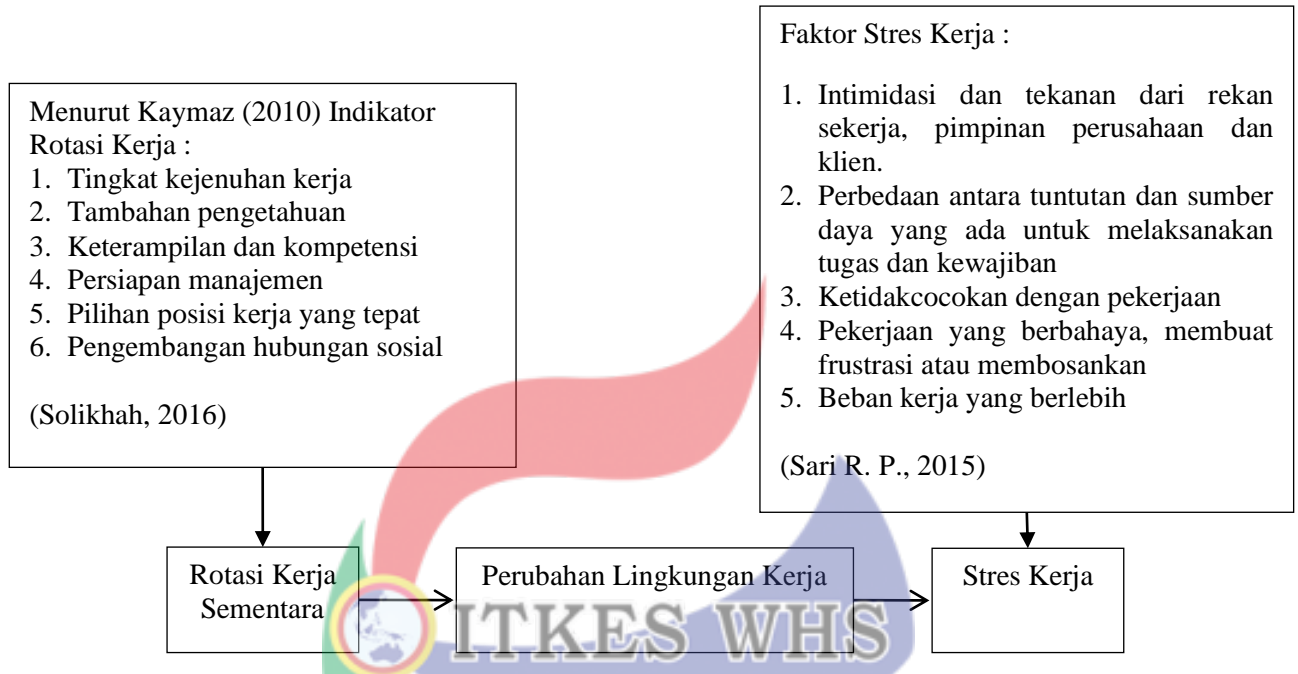 Menurut Kaymaz (2010) Indikator
Rotasi Kerja :
1. Tingkat kejenuhan kerja
2. Tambahan pengetahuan
3. Keterampilan dan kompetensi
4. Persiapan manajemen
5. Pilihan posisi kerja yang tepat
6. Pengembangan hubungan sosial
(Solikhah, 2016)
Faktor Stres Kerja :
1. Intimidasi dan tekanan dari rekan
sekerja, pimpinan perusahaan dan
klien.
2. Perbedaan antara tuntutan dan sumber
daya yang ada untuk melaksanakan
tugas dan kewajiban
3. Ketidakcocokan dengan pekerjaan
4. Pekerjaan yang berbahaya, membuat
frustrasi atau membosankan
5. Beban kerja yang berlebih
(Sari R. P., 2015)
Rotasi Kerja
Sementara
Perubahan Lingkungan Kerja
Stres Kerja
ITKES WHS